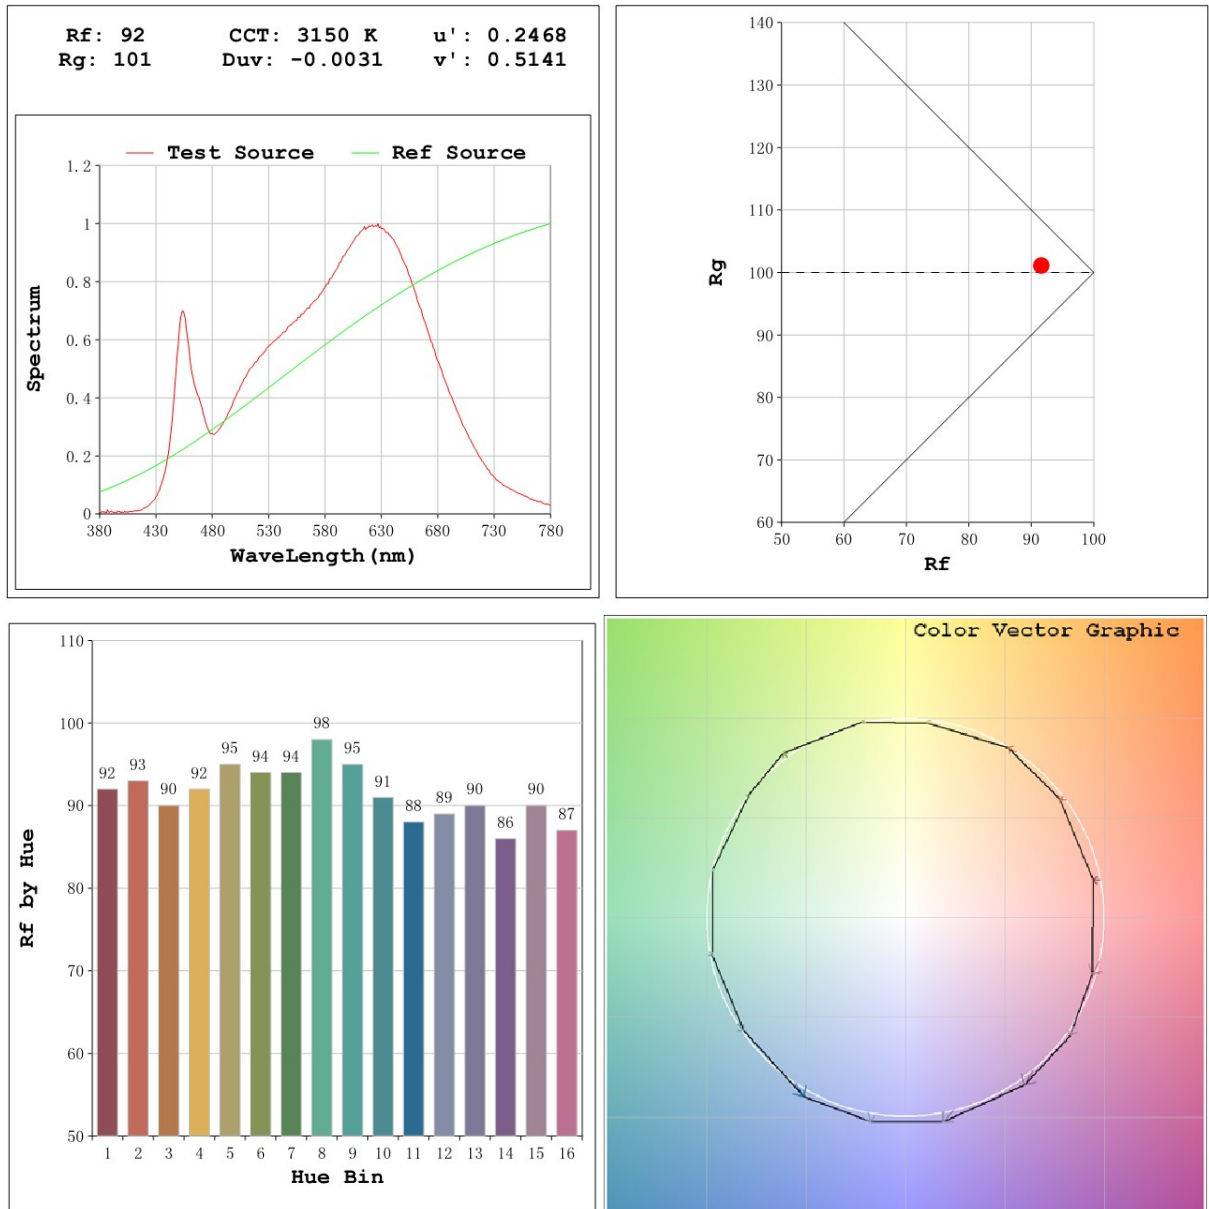 Rf: 92 CCT: 3150 K u': 0.2468
Rg: 101 Duv: -0.0031 v': 0.5141
Test Source Ref Source
1.2
1
0.8
0.6
0.4
0.2
0
Spectrum
380 430 480 530 580 630 680 730 780
WaveLength(nm)
140
130
120
110
100
90
80
70
60
Rg
50 60 70 80 90 100
Rf
110
100
90
80
70
60
50
Rf by Hue
92 93 90 92 95 94 94 98 95 91 88 89 90 86 90 87
1 2 3 4 5 6 7 8 9 10 11 12 13 14 15 16
Hue Bin
Color Vector Graphic